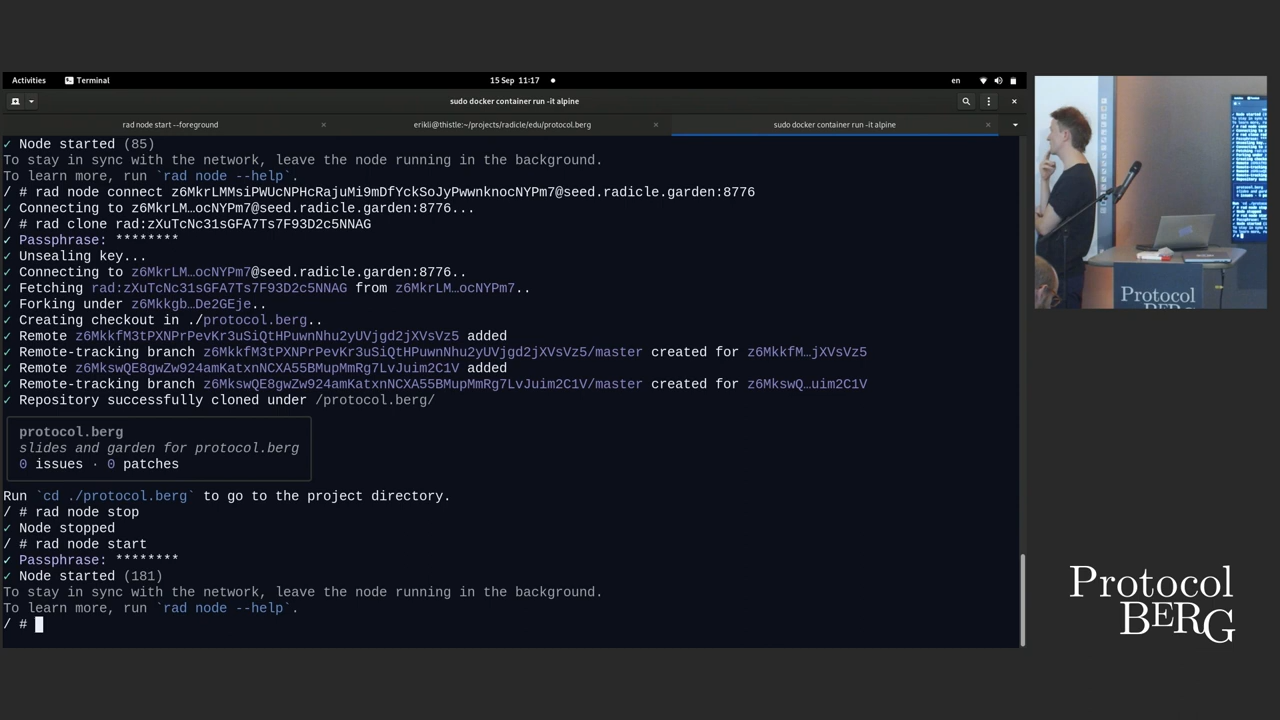 Activities
Terminal
15 Sep 11:17
en
sudo docker container run -it alpine
rad node start --foreground
erikli@thistle:~/projects/radicle/edu/protocol.berg
sudo docker container run -it alpine
✓ Node started (85)
To stay in sync with the network, leave the node running in the background.
To learn more, run `rad node --help`.
/ # rad node connect z6MkrLMMsiPWUcNPHcRajuMi9mDfYckSoJyPwwnknocNYPm7@seed.radicle.garden:8776
✓ Connecting to z6MkrLM…ocNYPm7@seed.radicle.garden:8776...
/ # rad clone rad:zXuTcNc31sGFA7Ts7F93D2c5NNAG
✓ Passphrase: ********
✓ Unsealing key...
✓ Connecting to z6MkrLM…ocNYPm7@seed.radicle.garden:8776..
✓ Fetching rad:zXuTcNc31sGFA7Ts7F93D2c5NNAG from z6MkrLM…ocNYPm7..
✓ Forking under z6Mkkgb…De2GEje..
✓ Creating checkout in ./protocol.berg..
✓ Remote z6MkkfM3tPXNPrPevKr3uSiQtHPuwnNhu2yUVjgd2jXVsVz5 added
✓ Remote-tracking branch z6MkkfM3tPXNPrPevKr3uSiQtHPuwnNhu2yUVjgd2jXVsVz5/master created for z6MkkfM…jXVsVz5
✓ Remote z6MkswQE8gwZw924amKatxnNCXA55BMupMmRg7LvJuim2C1V added
✓ Remote-tracking branch z6MkswQE8gwZw924amKatxnNCXA55BMupMmRg7LvJuim2C1V/master created for z6MkswQ…uim2C1V
✓ Repository successfully cloned under /protocol.berg/
protocol.berg
slides and garden for protocol.berg
0 issues · 0 patches
Run `cd ./protocol.berg` to go to the project directory.
/ # rad node stop
✓ Node stopped
/ # rad node start
✓ Passphrase: ********
✓ Node started (181)
To stay in sync with the network, leave the node running in the background.
To learn more, run `rad node --help`.
/ #
Protocol
Protocol
BERG